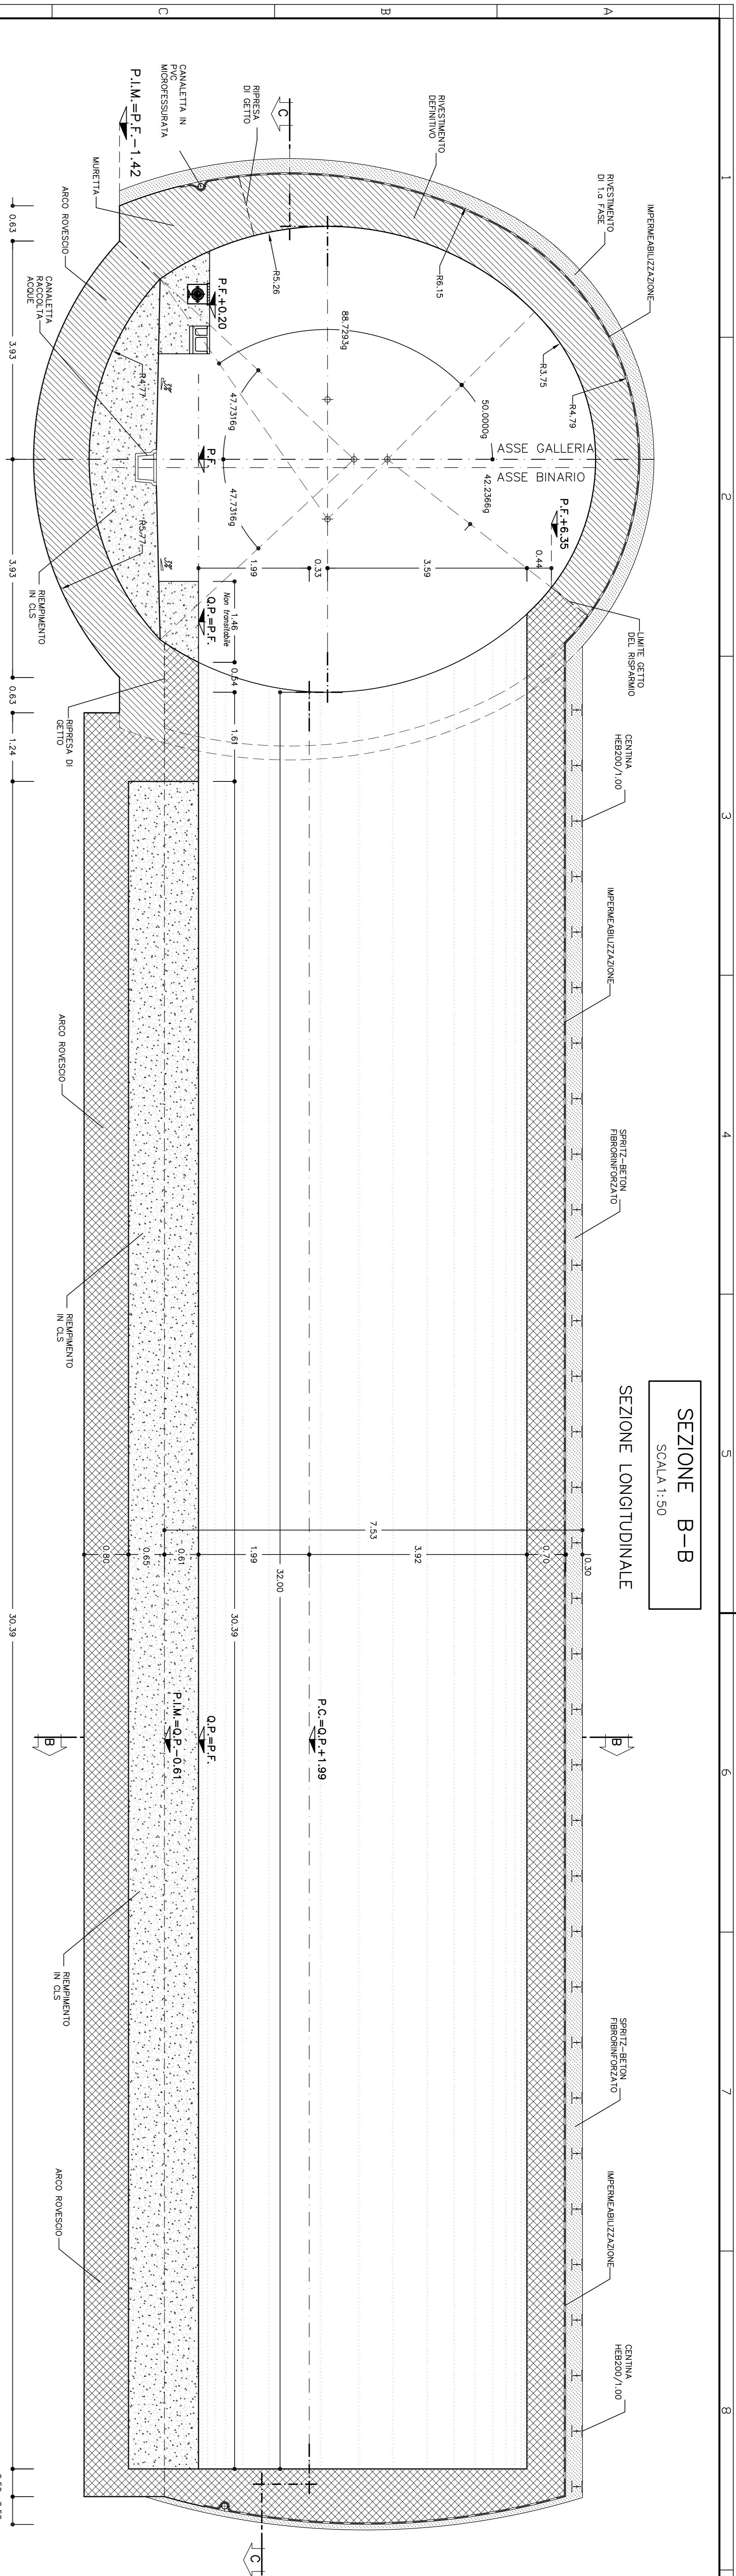 1
2
3
4
5
6
7
8
A
B
C
SEZIONE B-B
SCALA 1:50
SEZIONE LONGITUDINALE
IMPERMEABILIZZAZIONE
RIVESTIMENTO
DI 1.a FASE
RIVESTIMENTO
DEFINITIVO
C
RIPRESA
DI GETTO
CANALETTA IN
PVC
MICROFESSURATA
P.I.M.=P.F.-1.42
MURETTA
ARCO ROVESCIO
CANALETTA
RACCOLTA
ACQUE
R6.15
R5.26
R3.75
R4.79
R4.77
R5.77
88.7293g
50.0000g
47.7316g
47.7316g
42.2366g
ASSE GALLERIA
ASSE BINARIO
P.F.+0.20
P.F.
P.F.+6.35
0.44
3.59
0.33
1.99
Q.P.=P.F.
Non transitabile
1.46
0.54
1.61
LIMITE GETTO
DEL RISPARMIO
RIEMPIMENTO
IN CLS
RIPRESA DI
GETTO
CENTINA
HEB200/1.00
IMPERMEABILIZZAZIONE
SPRITZ-BETON
FIBRORINFORZATO
ARCO ROVESCIO
RIEMPIMENTO
IN CLS
7.53
0.30
0.70
3.92
1.99
0.61
0.65
0.80
32.00
30.39
P.C.=Q.P.+1.99
Q.P.=P.F.
P.I.M.=Q.P.-0.61
B
B
SPRITZ-BETON
FIBRORINFORZATO
IMPERMEABILIZZAZIONE
CENTINA
HEB200/1.00
RIEMPIMENTO
IN CLS
ARCO ROVESCIO
C
0.63
3.93
3.93
0.63
1.24
30.39